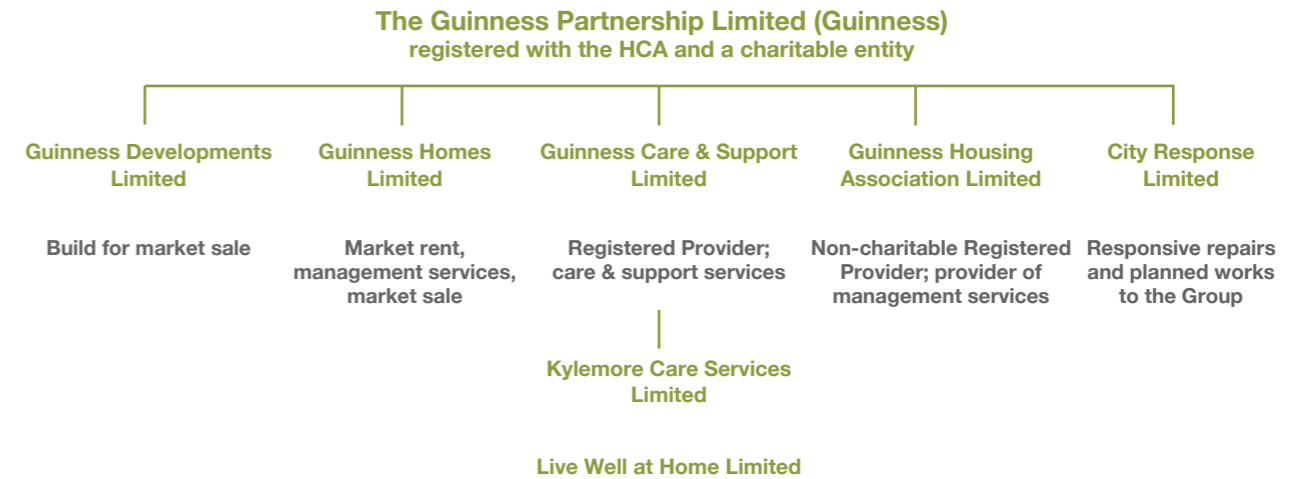 The Guinness Partnership Limited (Guinness)
registered with the HCA and a charitable entity
Guinness Developments
Limited
Guinness Homes
Limited
Guinness Care & Support
Limited
Guinness Housing
Association Limited
City Response
Limited
Build for market sale
Market rent,
management services,
market sale
Registered Provider;
care & support services
Non-charitable Registered
Provider; provider of
management services
Responsive repairs
and planned works
to the Group
Kylemore Care Services
Limited
Live Well at Home Limited